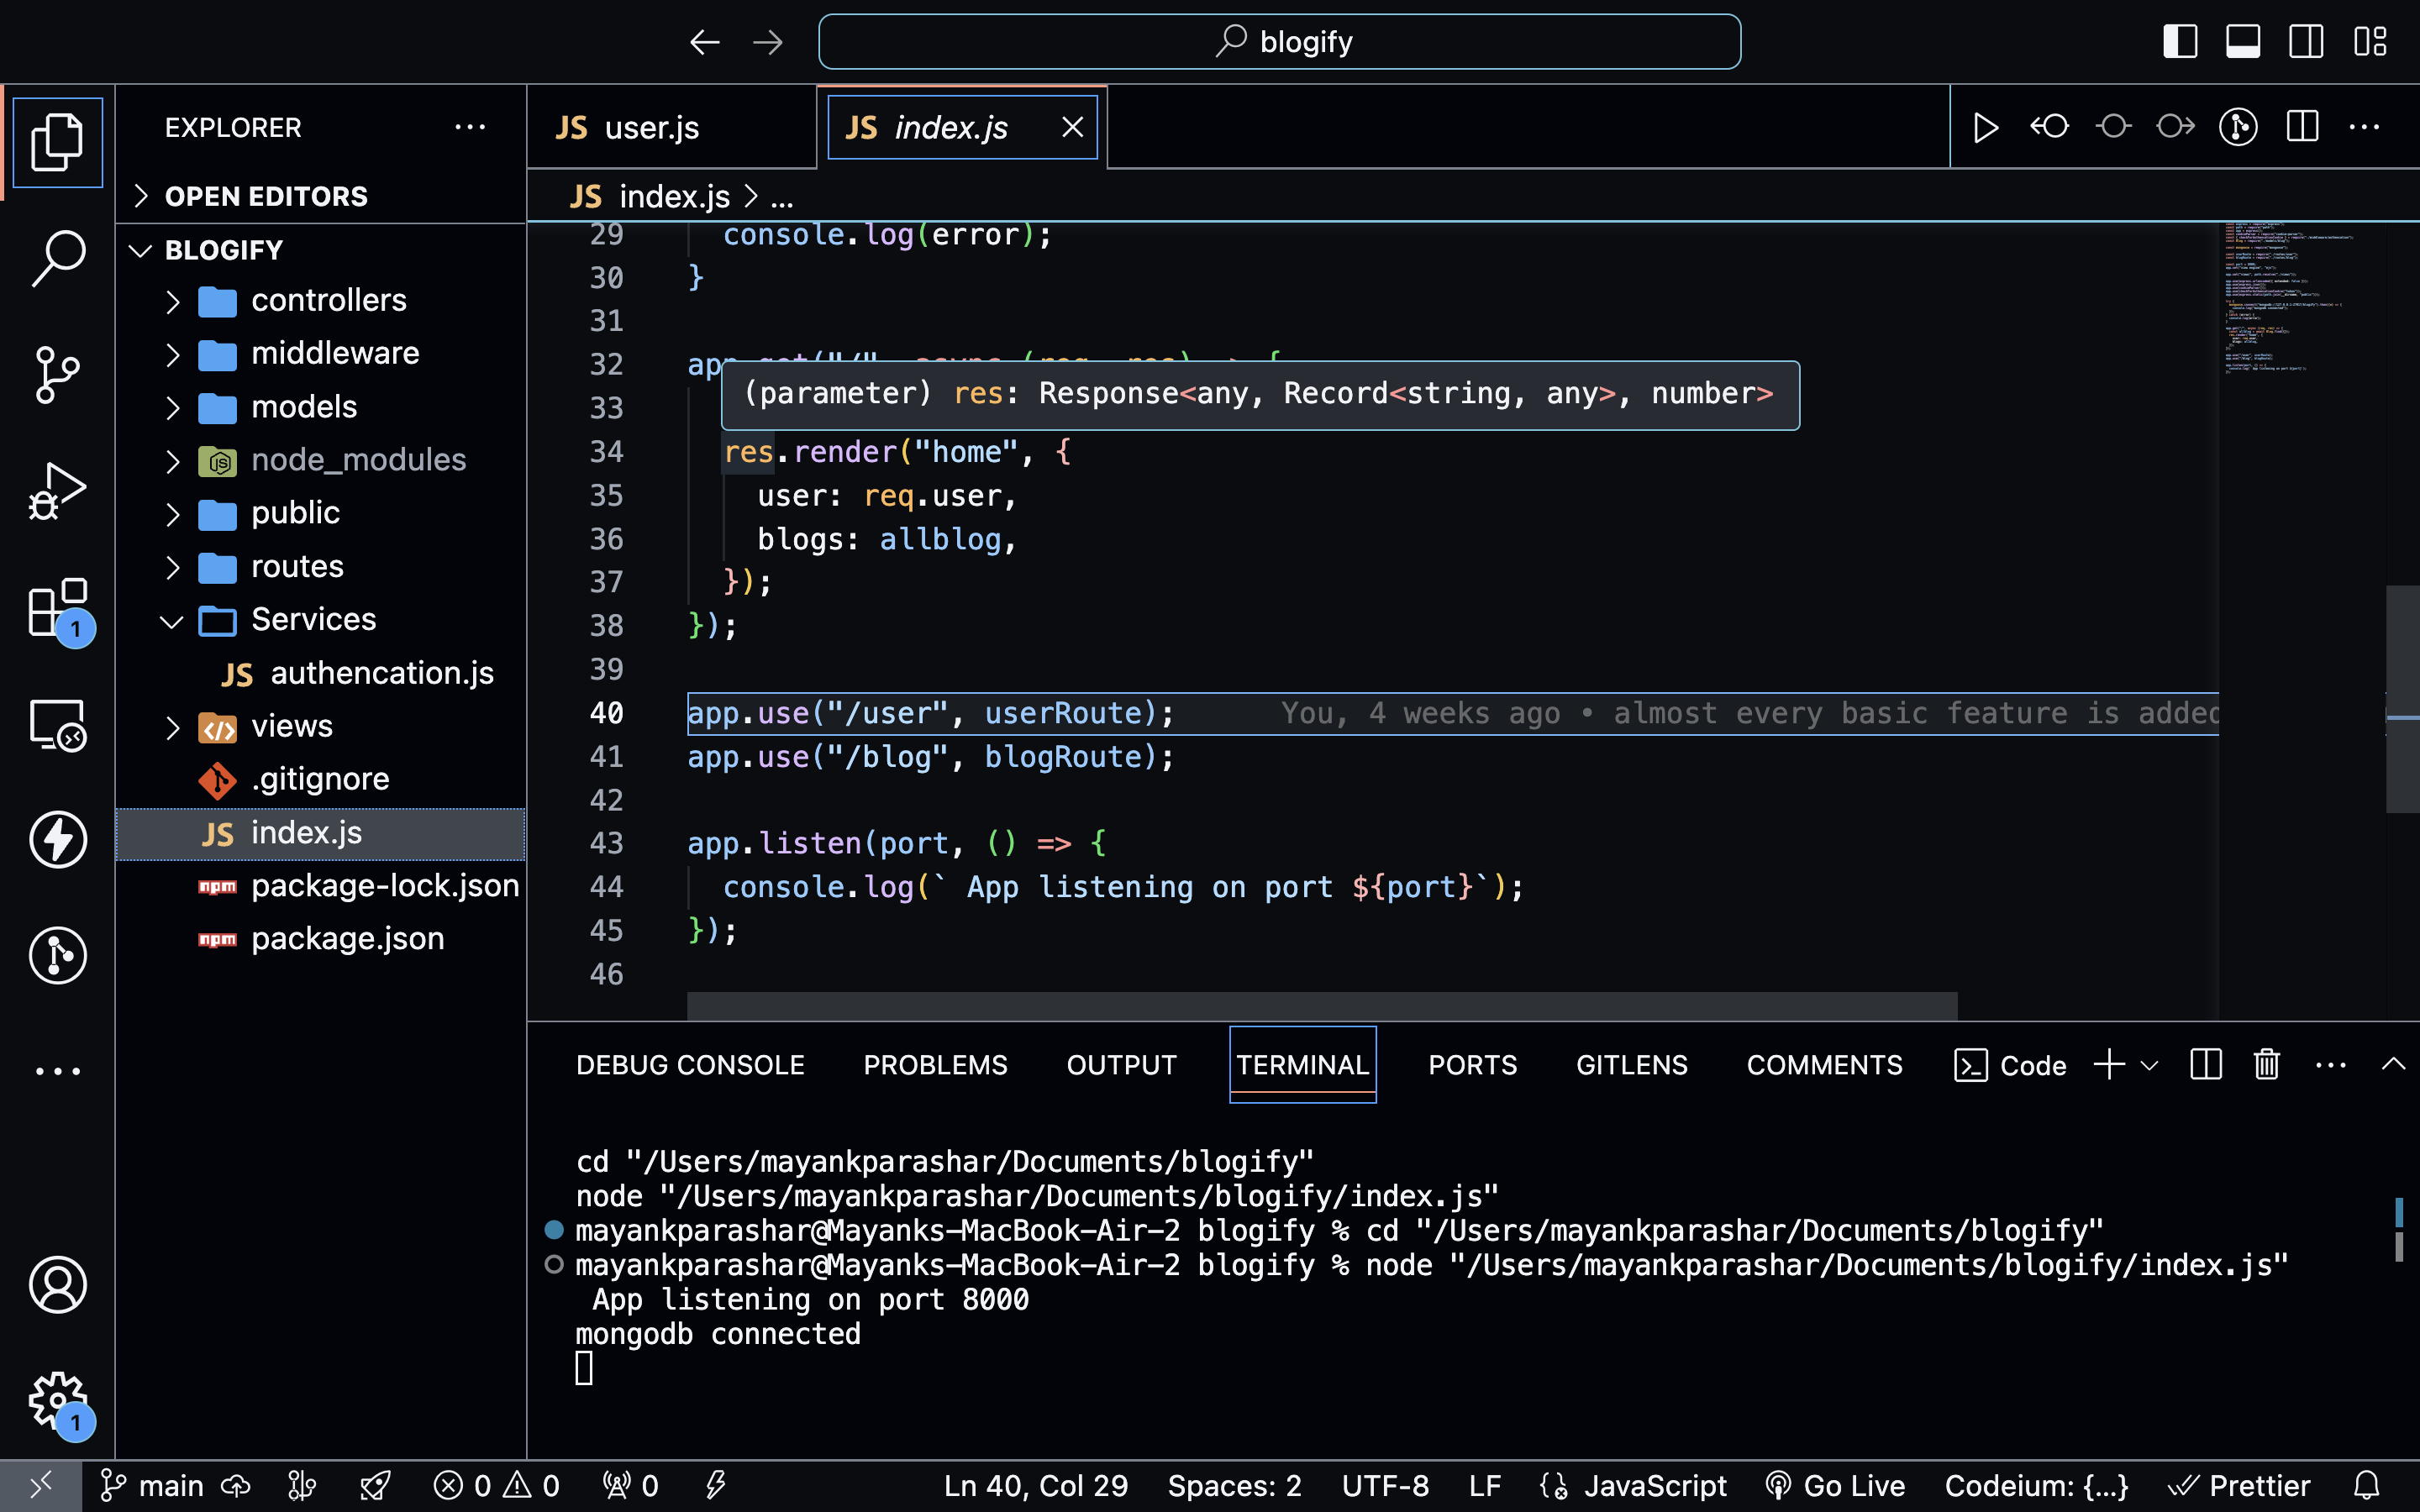 blogify
EXPLORER
OPEN EDITORS
BLOGIFY
controllers
middleware
models
node_modules
public
routes
Services
JS authencation.js
views
.gitignore
JS index.js
package-lock.json
package.json
1
1
JS user.js
JS index.js
JS index.js > ...
29 console.log(error);
30 }
31
32 app.get("/", async (req, res) => {
33
(parameter) res: Response<any, Record<string, any>, number>
34 res.render("home", {
35 user: req.user,
36 blogs: allblog,
37 });
38 });
39
40 app.use("/user", userRoute); You, 4 weeks ago • almost every basic feature is added
41 app.use("/blog", blogRoute);
42
43 app.listen(port, () => {
44 console.log(` App listening on port ${port}`);
45 });
46
DEBUG CONSOLE PROBLEMS OUTPUT TERMINAL PORTS GITLENS COMMENTS Code
cd "/Users/mayankparashar/Documents/blogify"
node "/Users/mayankparashar/Documents/blogify/index.js"
mayankparashar@Mayanks-MacBook-Air-2 blogify % cd "/Users/mayankparashar/Documents/blogify"
mayankparashar@Mayanks-MacBook-Air-2 blogify % node "/Users/mayankparashar/Documents/blogify/index.js"
App listening on port 8000
mongodb connected
main 0 0 0 Ln 40, Col 29 Spaces: 2 UTF-8 LF JavaScript Go Live Codeium: {...} Prettier